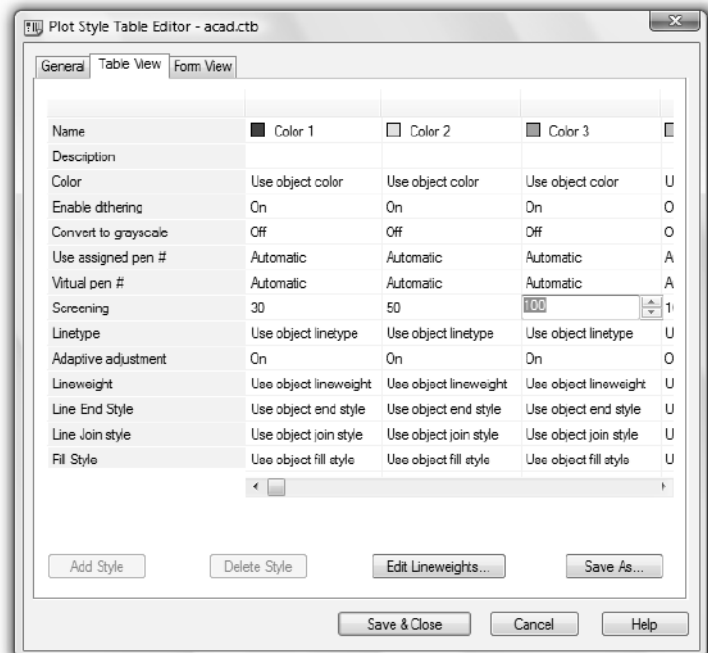 Plot Style Table Editor - acad.ctb
General Table View Form View
Name Color 1 Color 2 Color 3
Description
Color Use object color Use object color Use object color U
Enable dithering On On On O
Convert to grayscale Off Off Off O
Use assigned pen # Automatic Automatic Automatic A
Virtual pen # Automatic Automatic Automatic A
Screening 30 50 100 1
Linetype Use object linetype Use object linetype Use object linetype U
Adaptive adjustment On On On O
Lineweight Use object lineweight Use object lineweight Use object lineweight U
Line End Style Use object end style Use object end style Use object end style U
Line Join style Use object join style Use object join style Use object join style U
Fill Style Use object fill style Use object fill style Use object fill style U
Add Style Delete Style Edit Lineweights... Save As...
Save & Close Cancel Help